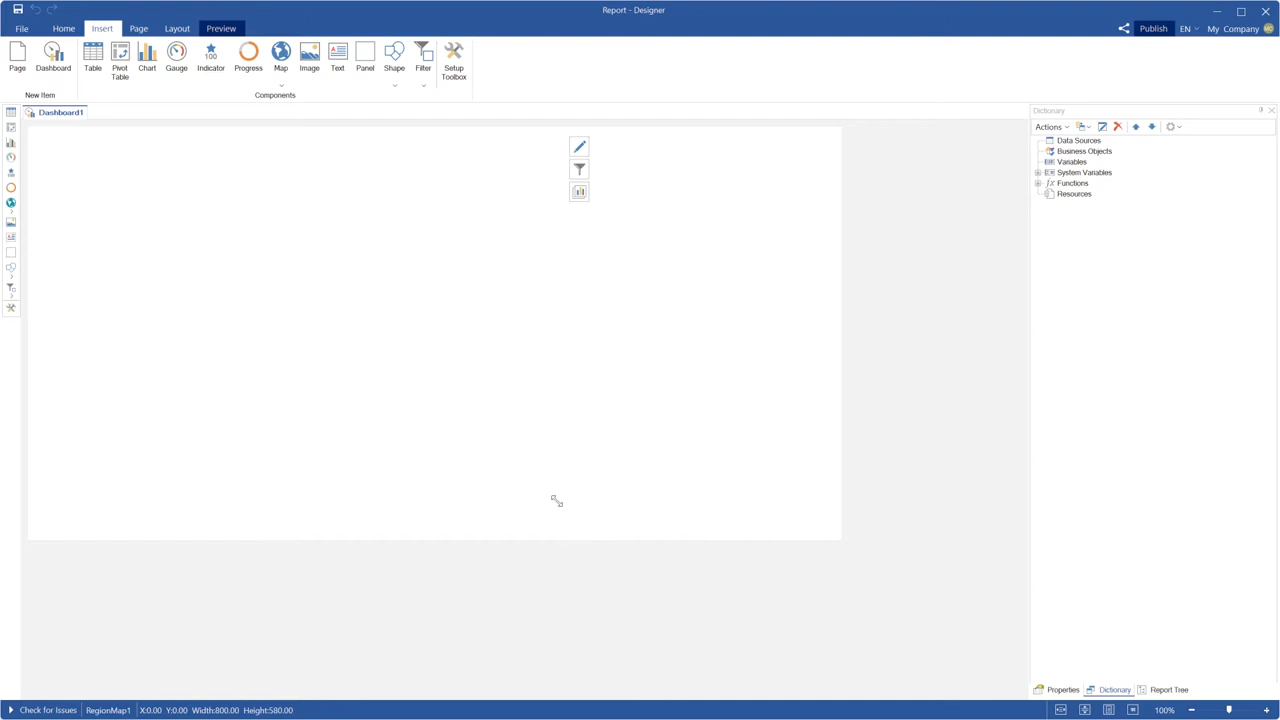 Report - Designer
File Home Insert Page Layout Preview Publish EN My Company MC
Page Dashboard Table Pivot Table Chart Gauge 100 Indicator Progress Map Image Text Panel Shape Filter Setup Toolbox
New Item Components
Dashboard1 Dictionary
Actions
Data Sources
Business Objects
Variables
System Variables
fx Functions
Resources
Properties Dictionary Report Tree
Check for Issues RegionMap1 X:0.00 Y:0.00 Width:800.00 Height:580.00 100%